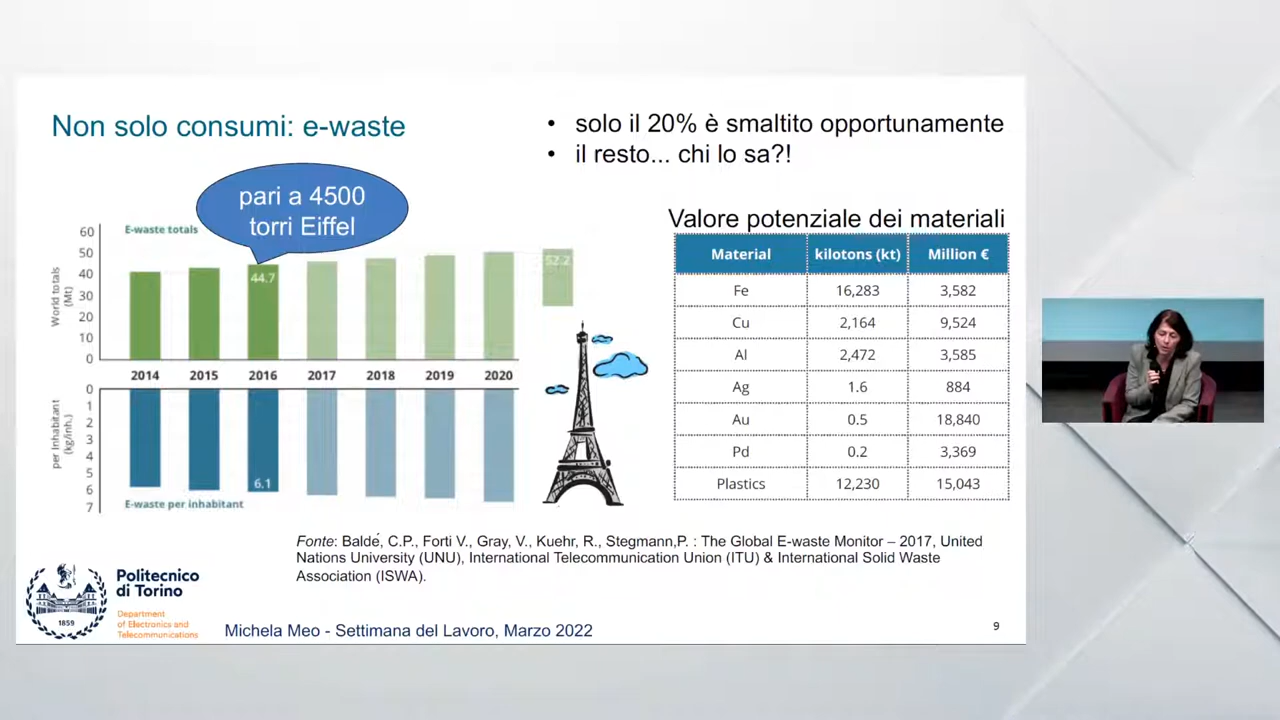 Non solo consumi: e-waste
• solo il 20% è smaltito opportunamente
• il resto... chi lo sa?!
pari a 4500
torri Eiffel
E-waste totals
World totals
(Mt)
60
50
40
30
20
10
0
44.7
52.2
2014 2015 2016 2017 2018 2019 2020
per Inhabitant
(kg/inh.)
0
1
2
3
4
5
6
7
6.1
E-waste per inhabitant
Valore potenziale dei materiali
Material kilotons (kt) Million €
Fe 16,283 3,582
Cu 2,164 9,524
Al 2,472 3,585
Ag 1.6 884
Au 0.5 18,840
Pd 0.2 3,369
Plastics 12,230 15,043
Fonte: Baldé, C.P., Forti V., Gray, V., Kuehr, R., Stegmann,P. : The Global E-waste Monitor – 2017, United
Nations University (UNU), International Telecommunication Union (ITU) & International Solid Waste
Association (ISWA).
1859
Politecnico
di Torino
Department
of Electronics and
Telecommunications
Michela Meo - Settimana del Lavoro, Marzo 2022
9